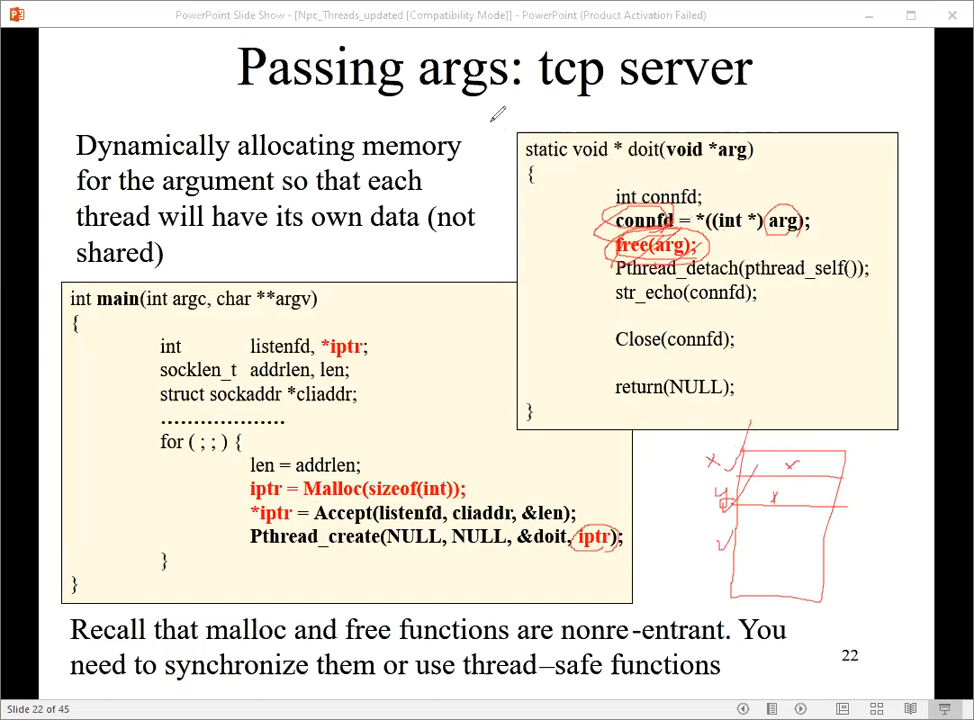 PowerPoint Slide Show - [Npc_Threads_updated [Compatibility Mode]] - PowerPoint (Product Activation Failed)
Passing args: tcp server
Dynamically allocating memory
for the argument so that each
thread will have its own data (not
shared)
static void * doit(void *arg)
{
int connfd;
connfd = *((int *) arg);
free(arg);
Pthread_detach(pthread_self());
str_echo(connfd);
Close(connfd);
return(NULL);
}
int main(int argc, char **argv)
{
int listenfd, *iptr;
socklen_t addrlen, len;
struct sockaddr *cliaddr;
...................
for ( ; ; ) {
len = addrlen;
iptr = Malloc(sizeof(int));
*iptr = Accept(listenfd, cliaddr, &len);
Pthread_create(NULL, NULL, &doit, iptr);
}
}
Recall that malloc and free functions are nonre-entrant. You
need to synchronize them or use thread–safe functions
22
Slide 22 of 45